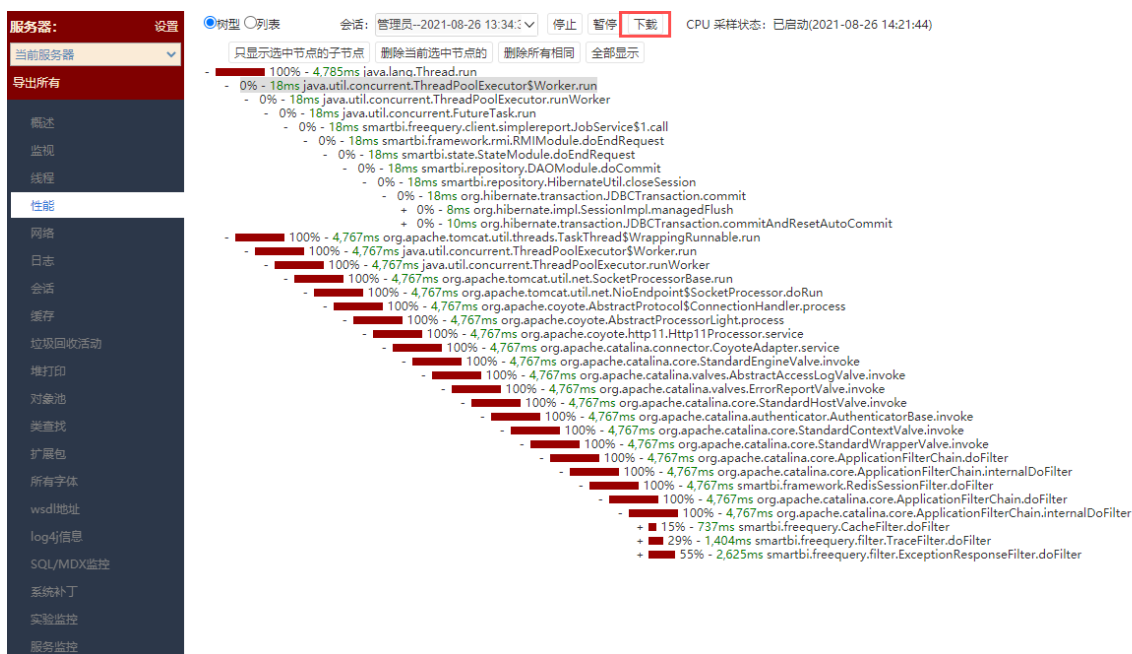 服务器: 设置
当前服务器
导出所有
概述
监视
线程
性能
网络
日志
会话
缓存
垃圾回收活动
堆打印
对象池
类查找
扩展包
所有字体
wsdl地址
log4j信息
SQL/MDX监控
系统补丁
实验监控
服务监控
树型 列表 会话: 管理员--2021-08-26 13:34:3 停止 暂停 下载 CPU 采样状态: 已启动(2021-08-26 14:21:44)
只显示选中节点的子节点 删除当前选中节点的 删除所有相同 全部显示
- 100% - 4,785ms java.lang.Thread.run
- 0% - 18ms java.util.concurrent.ThreadPoolExecutor$Worker.run
- 0% - 18ms java.util.concurrent.ThreadPoolExecutor.runWorker
- 0% - 18ms java.util.concurrent.FutureTask.run
- 0% - 18ms smartbi.freequery.client.simplereport.JobService$1.call
- 0% - 18ms smartbi.framework.rmi.RMIModule.doEndRequest
- 0% - 18ms smartbi.state.StateModule.doEndRequest
- 0% - 18ms smartbi.repository.DAOModule.doCommit
- 0% - 18ms smartbi.repository.HibernateUtil.closeSession
- 0% - 18ms org.hibernate.transaction.JDBCTransaction.commit
+ 0% - 8ms org.hibernate.impl.SessionImpl.managedFlush
+ 0% - 10ms org.hibernate.transaction.JDBCTransaction.commitAndResetAutoCommit
- 100% - 4,767ms org.apache.tomcat.util.threads.TaskThread$WrappingRunnable.run
- 100% - 4,767ms java.util.concurrent.ThreadPoolExecutor$Worker.run
- 100% - 4,767ms java.util.concurrent.ThreadPoolExecutor.runWorker
- 100% - 4,767ms org.apache.tomcat.util.net.SocketProcessorBase.run
- 100% - 4,767ms org.apache.tomcat.util.net.NioEndpoint$SocketProcessor.doRun
- 100% - 4,767ms org.apache.coyote.AbstractProtocol$ConnectionHandler.process
- 100% - 4,767ms org.apache.coyote.AbstractProcessorLight.process
- 100% - 4,767ms org.apache.coyote.http11.Http11Processor.service
- 100% - 4,767ms org.apache.catalina.connector.CoyoteAdapter.service
- 100% - 4,767ms org.apache.catalina.core.StandardEngineValve.invoke
- 100% - 4,767ms org.apache.catalina.valves.AbstractAccessLogValve.invoke
- 100% - 4,767ms org.apache.catalina.valves.ErrorReportValve.invoke
- 100% - 4,767ms org.apache.catalina.core.StandardHostValve.invoke
- 100% - 4,767ms org.apache.catalina.authenticator.AuthenticatorBase.invoke
- 100% - 4,767ms org.apache.catalina.core.StandardContextValve.invoke
- 100% - 4,767ms org.apache.catalina.core.StandardWrapperValve.invoke
- 100% - 4,767ms org.apache.catalina.core.ApplicationFilterChain.doFilter
- 100% - 4,767ms org.apache.catalina.core.ApplicationFilterChain.internalDoFilter
- 100% - 4,767ms smartbi.framework.RedisSessionFilter.doFilter
- 100% - 4,767ms org.apache.catalina.core.ApplicationFilterChain.doFilter
- 100% - 4,767ms org.apache.catalina.core.ApplicationFilterChain.internalDoFilter
+ 15% - 737ms smartbi.freequery.CacheFilter.doFilter
+ 29% - 1,404ms smartbi.freequery.filter.TraceFilter.doFilter
+ 55% - 2,625ms smartbi.freequery.filter.ExceptionResponseFilter.doFilter